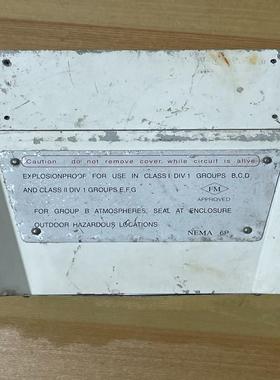 Caution do not remove cover, while circuit is alive
EXPLOSIONPROOF FOR USE IN CLASS I DIV 1 GROUPS B,C,D
AND CLASS II DIV 1 GROUPS E,F,G
FM
APPROVED
FOR GROUP B ATMOSPHERES, SEAL AT ENCLOSURE
OUTDOOR HAZARDOUS LOCATIONS
NEMA 6P